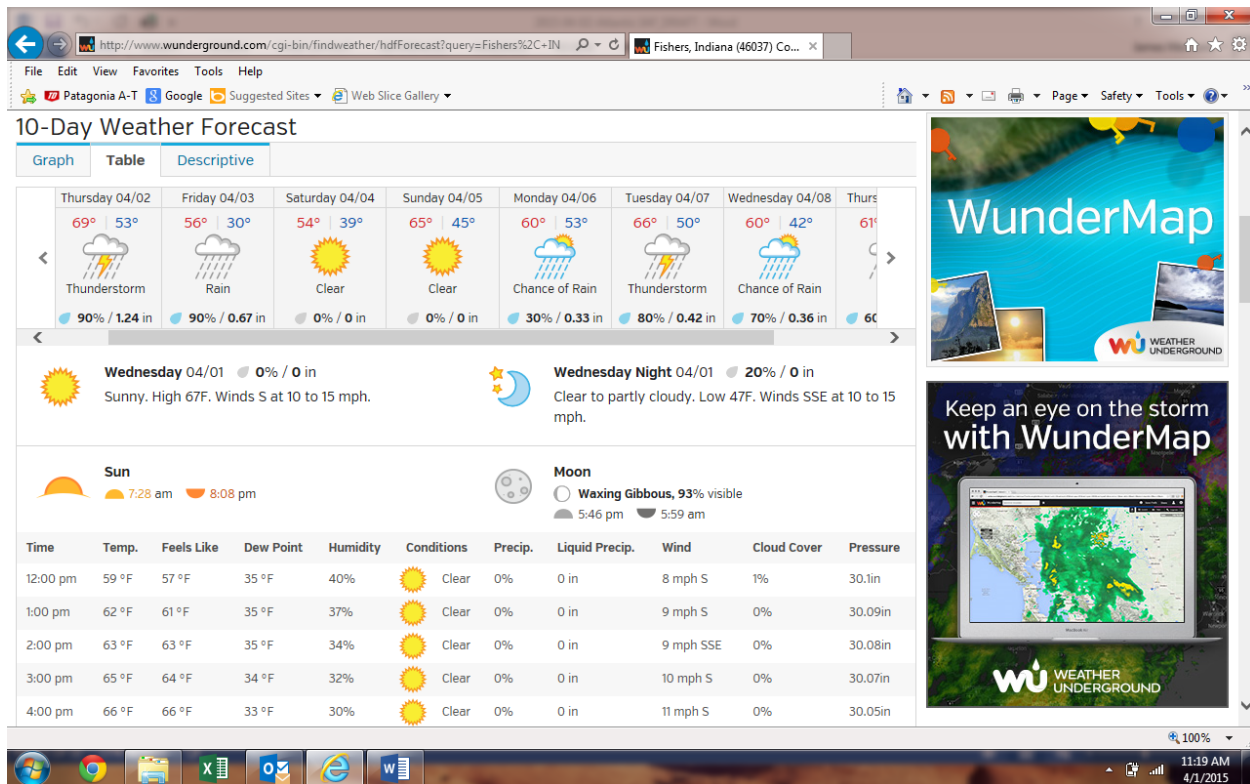 http://www.wunderground.com/cgi-bin/findweather/hdfForecast?query=Fishers%2C+IN
Fishers, Indiana (46037) Co...
File Edit View Favorites Tools Help
Patagonia A-T Google Suggested Sites Web Slice Gallery
Page Safety Tools
10-Day Weather Forecast
Graph Table Descriptive
Thursday 04/02 Friday 04/03 Saturday 04/04 Sunday 04/05 Monday 04/06 Tuesday 04/07 Wednesday 04/08 Thurs
69° | 53° 56° | 30° 54° | 39° 65° | 45° 60° | 53° 66° | 50° 60° | 42° 61°
Thunderstorm Rain Clear Clear Chance of Rain Thunderstorm Chance of Rain
90% / 1.24 in 90% / 0.67 in 0% / 0 in 0% / 0 in 30% / 0.33 in 80% / 0.42 in 70% / 0.36 in 60
Wednesday 04/01 0% / 0 in
Sunny. High 67F. Winds S at 10 to 15 mph.
Wednesday Night 04/01 20% / 0 in
Clear to partly cloudy. Low 47F. Winds SSE at 10 to 15
mph.
Sun
7:28 am 8:08 pm
Moon
Waxing Gibbous, 93% visible
5:46 pm 5:59 am
Time Temp. Feels Like Dew Point Humidity Conditions Precip. Liquid Precip. Wind Cloud Cover Pressure
12:00 pm 59 °F 57 °F 35 °F 40% Clear 0% 0 in 8 mph S 1% 30.1in
1:00 pm 62 °F 61 °F 35 °F 37% Clear 0% 0 in 9 mph S 0% 30.09in
2:00 pm 63 °F 63 °F 35 °F 34% Clear 0% 0 in 9 mph SSE 0% 30.08in
3:00 pm 65 °F 64 °F 34 °F 32% Clear 0% 0 in 10 mph S 0% 30.07in
4:00 pm 66 °F 66 °F 33 °F 30% Clear 0% 0 in 11 mph S 0% 30.05in
WunderMap
WU WEATHER
UNDERGROUND
Keep an eye on the storm
with WunderMap
WU WEATHER
UNDERGROUND
100%
11:19 AM
4/1/2015